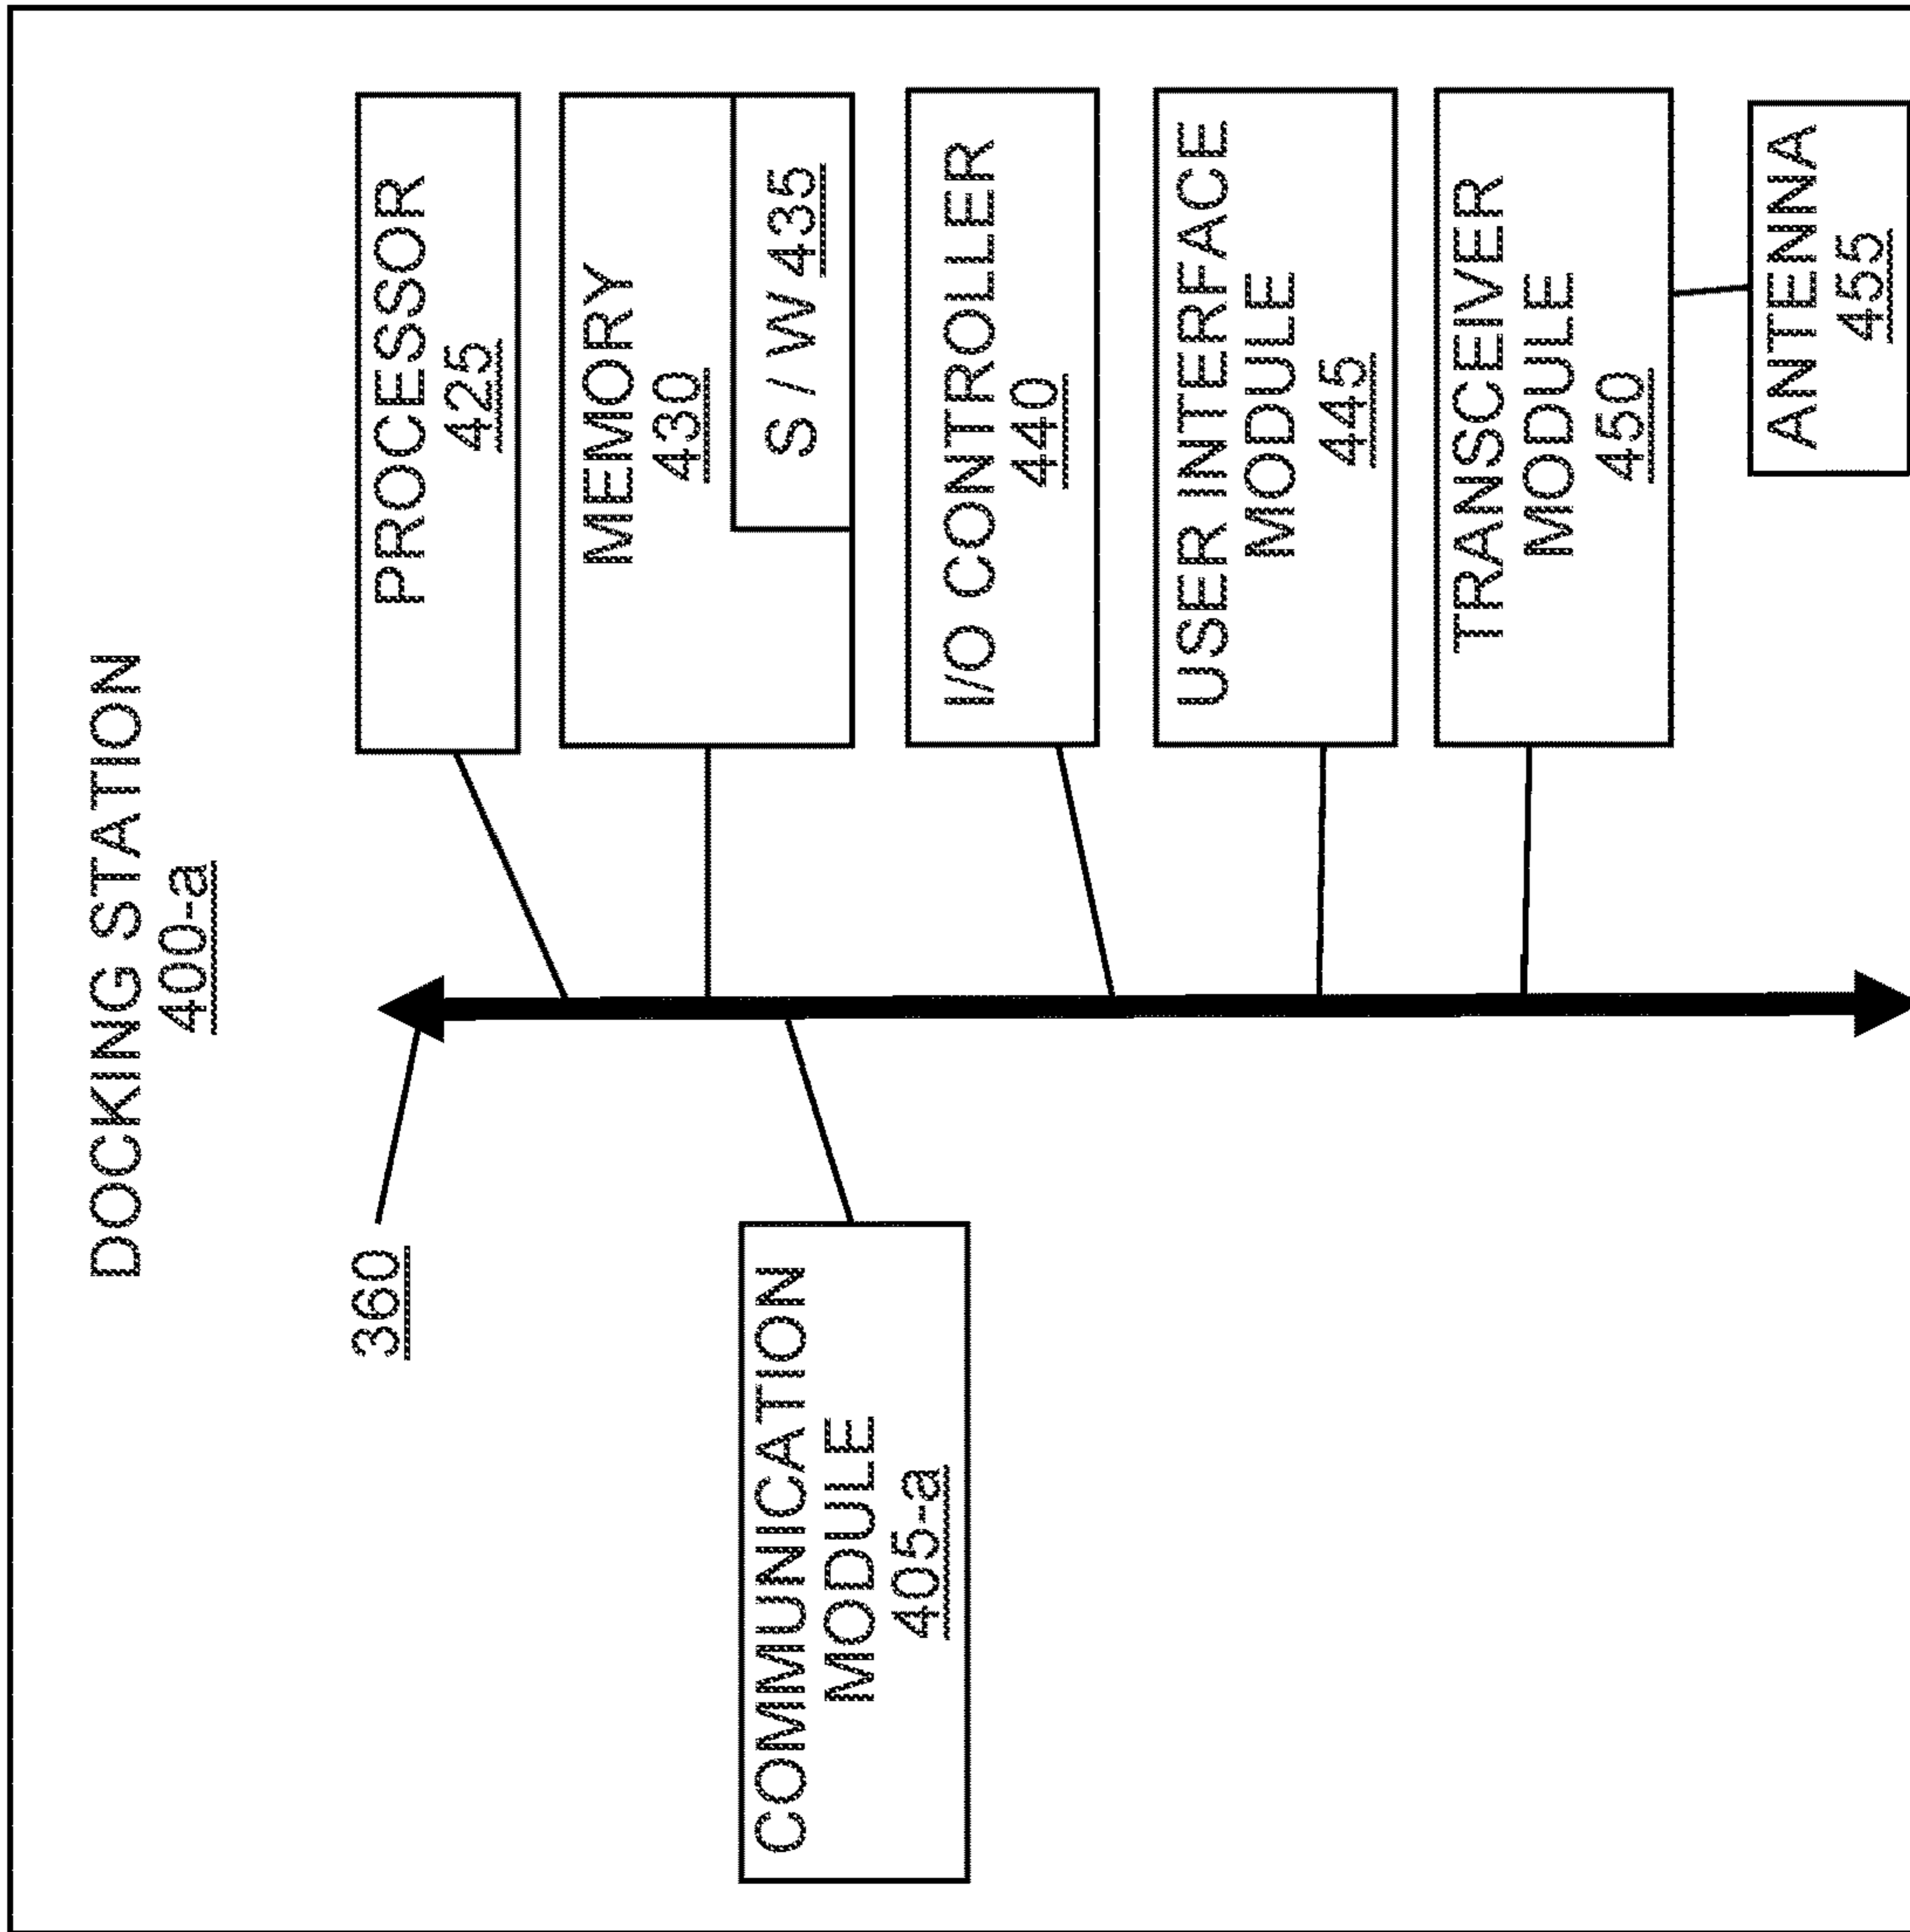 DOCKING STATION
400-a
360
PROCESSOR
425
MEMORY
430
S / W 435
COMMUNICATION
MODULE
405-a
I/O CONTROLLER
440
USER INTERFACE
MODULE
445
TRANSCEIVER
MODULE
450
ANTENNA
455